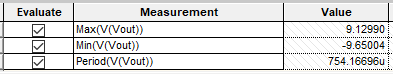 Evaluate Measurement Value
Max(V(Vout)) 9.12990
Min(V(Vout)) -9.65004
Period(V(Vout)) 754.16696u